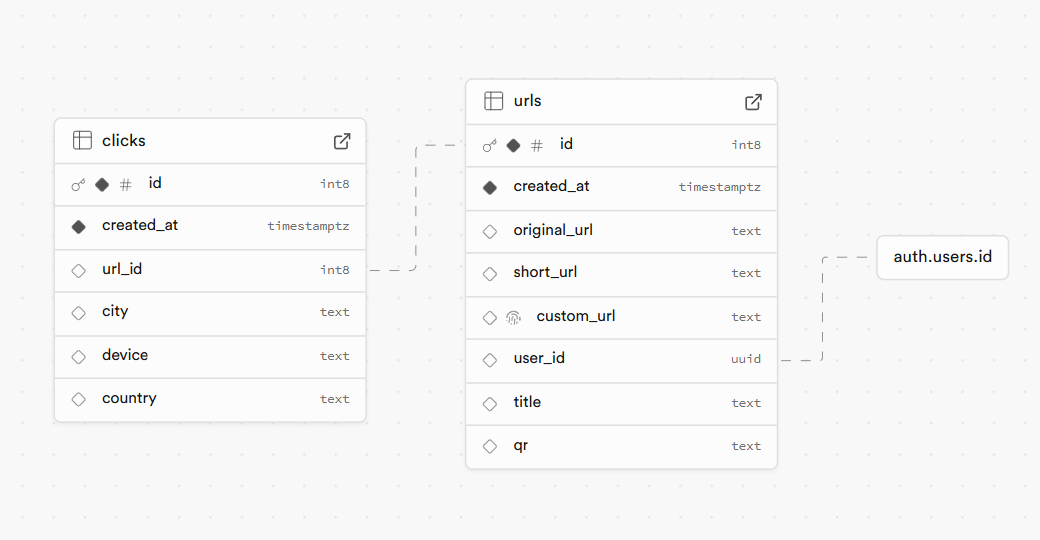 clicks
id int8
created_at timestamptz
url_id int8
city text
device text
country text
urls
id int8
created_at timestamptz
original_url text
short_url text
custom_url text
user_id uuid
title text
qr text
auth.users.id